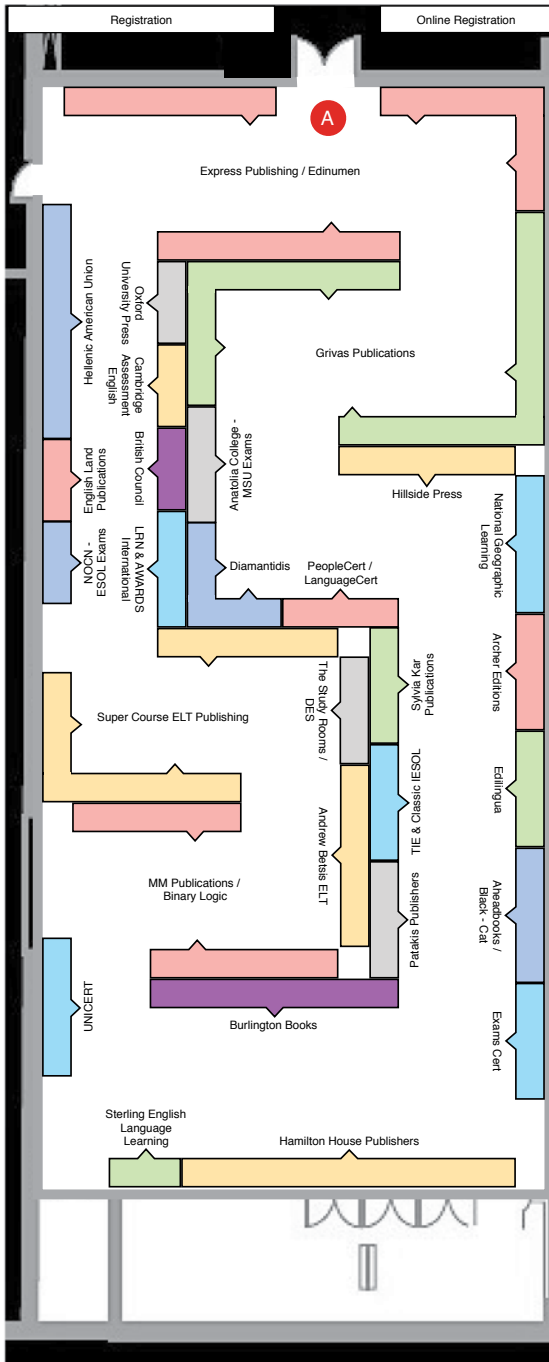 Registration
Online Registration
A
Express Publishing / Edinumen
Hellenic American Union
Oxford
University Press
Cambridge
Assessment
English
Grivas Publications
English Land
Publications
British Council
Anatolia College -
MSU Exams
Hillside Press
NOCN -
ESOL Exams
LRN & AWARDS
International
Diamantidis
PeopleCert /
LanguageCert
National Geographic
Learning
Archer Editions
Super Course ELT Publishing
The Study Rooms /
DES
Sylvia Kar
Publications
Edilingua
TIE & Classic IESOL
Andrew Betsis ELT
MM Publications /
Binary Logic
Patakis Publishers
Aheadbooks /
Black - Cat
UNICERT
Burlington Books
Exams Cert
Sterling English
Language
Learning
Hamilton House Publishers